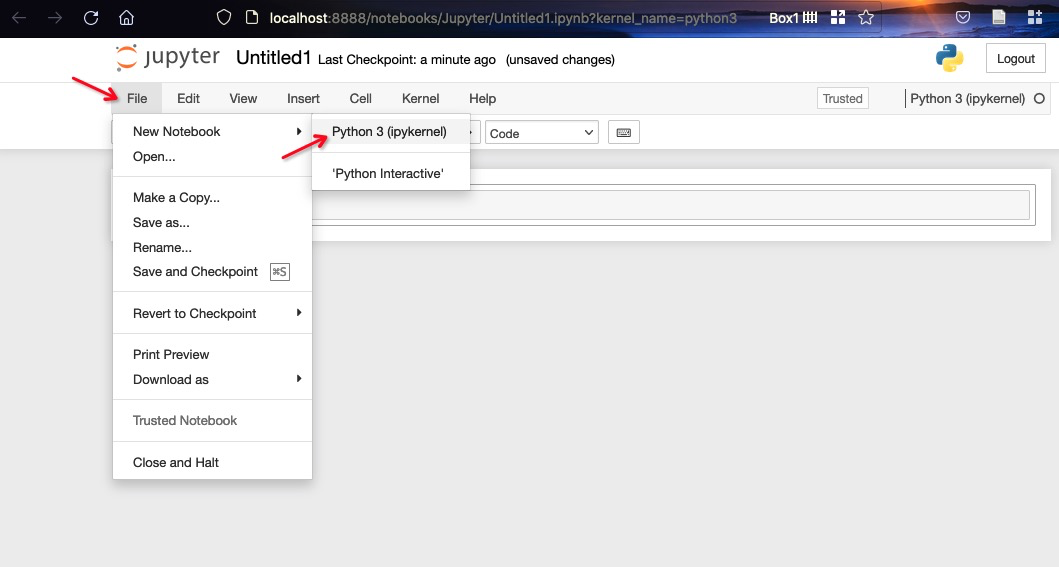 localhost:8888/notebooks/Jupyter/Untitled1.ipynb?kernel_name=python3 Box1
jupyter Untitled1 Last Checkpoint: a minute ago (unsaved changes) Logout
File Edit View Insert Cell Kernel Help Trusted Python 3 (ipykernel)
New Notebook Python 3 (ipykernel) Code
Open...
'Python Interactive'
Make a Copy...
Save as...
Rename...
Save and Checkpoint ⌘S
Revert to Checkpoint
Print Preview
Download as
Trusted Notebook
Close and Halt